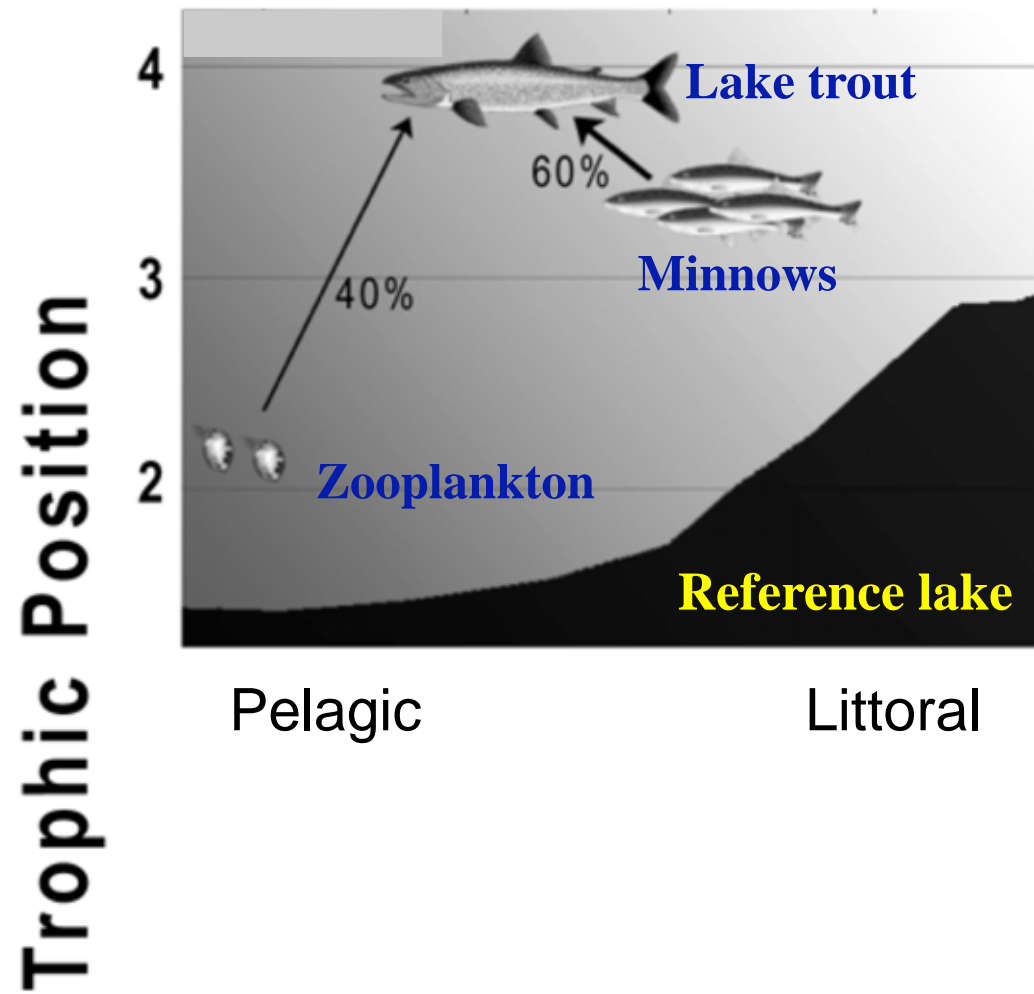 Trophic Position
4
Lake trout
60%
3
Minnows
40%
2
Zooplankton
Reference lake
Pelagic
Littoral